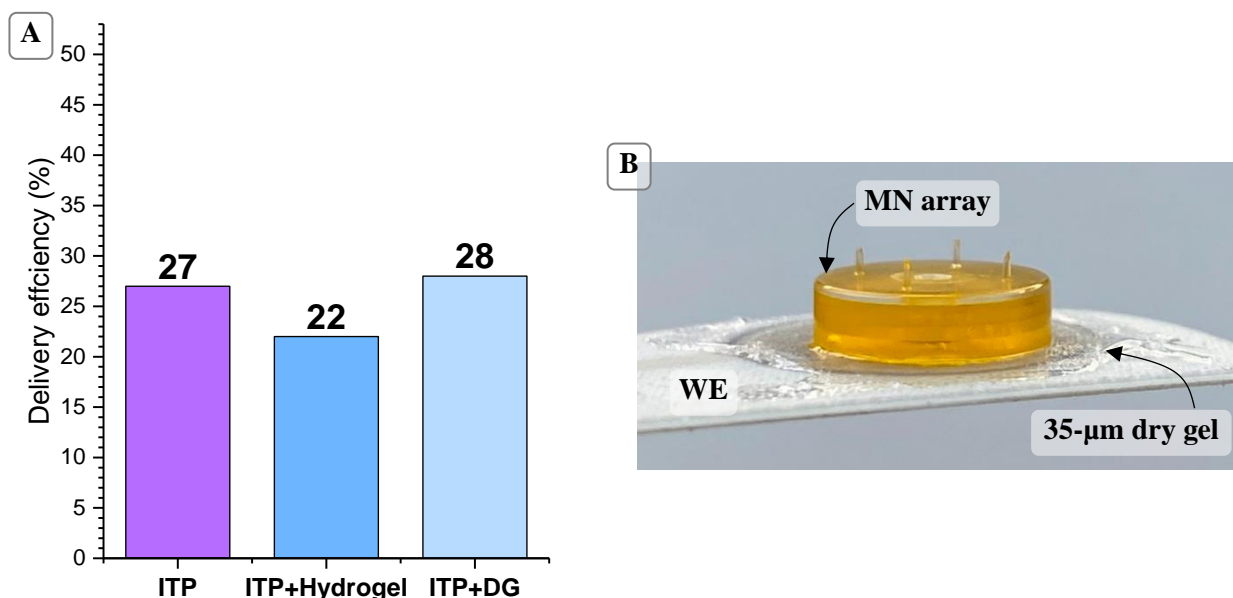 A
Delivery effciency (%)
50
45
40
35
30
25
20
15
10
5
0
27
22
28
ITP
ITP+Hydrogel
ITP+DG
B
MN array
WE
35-μm dry gel